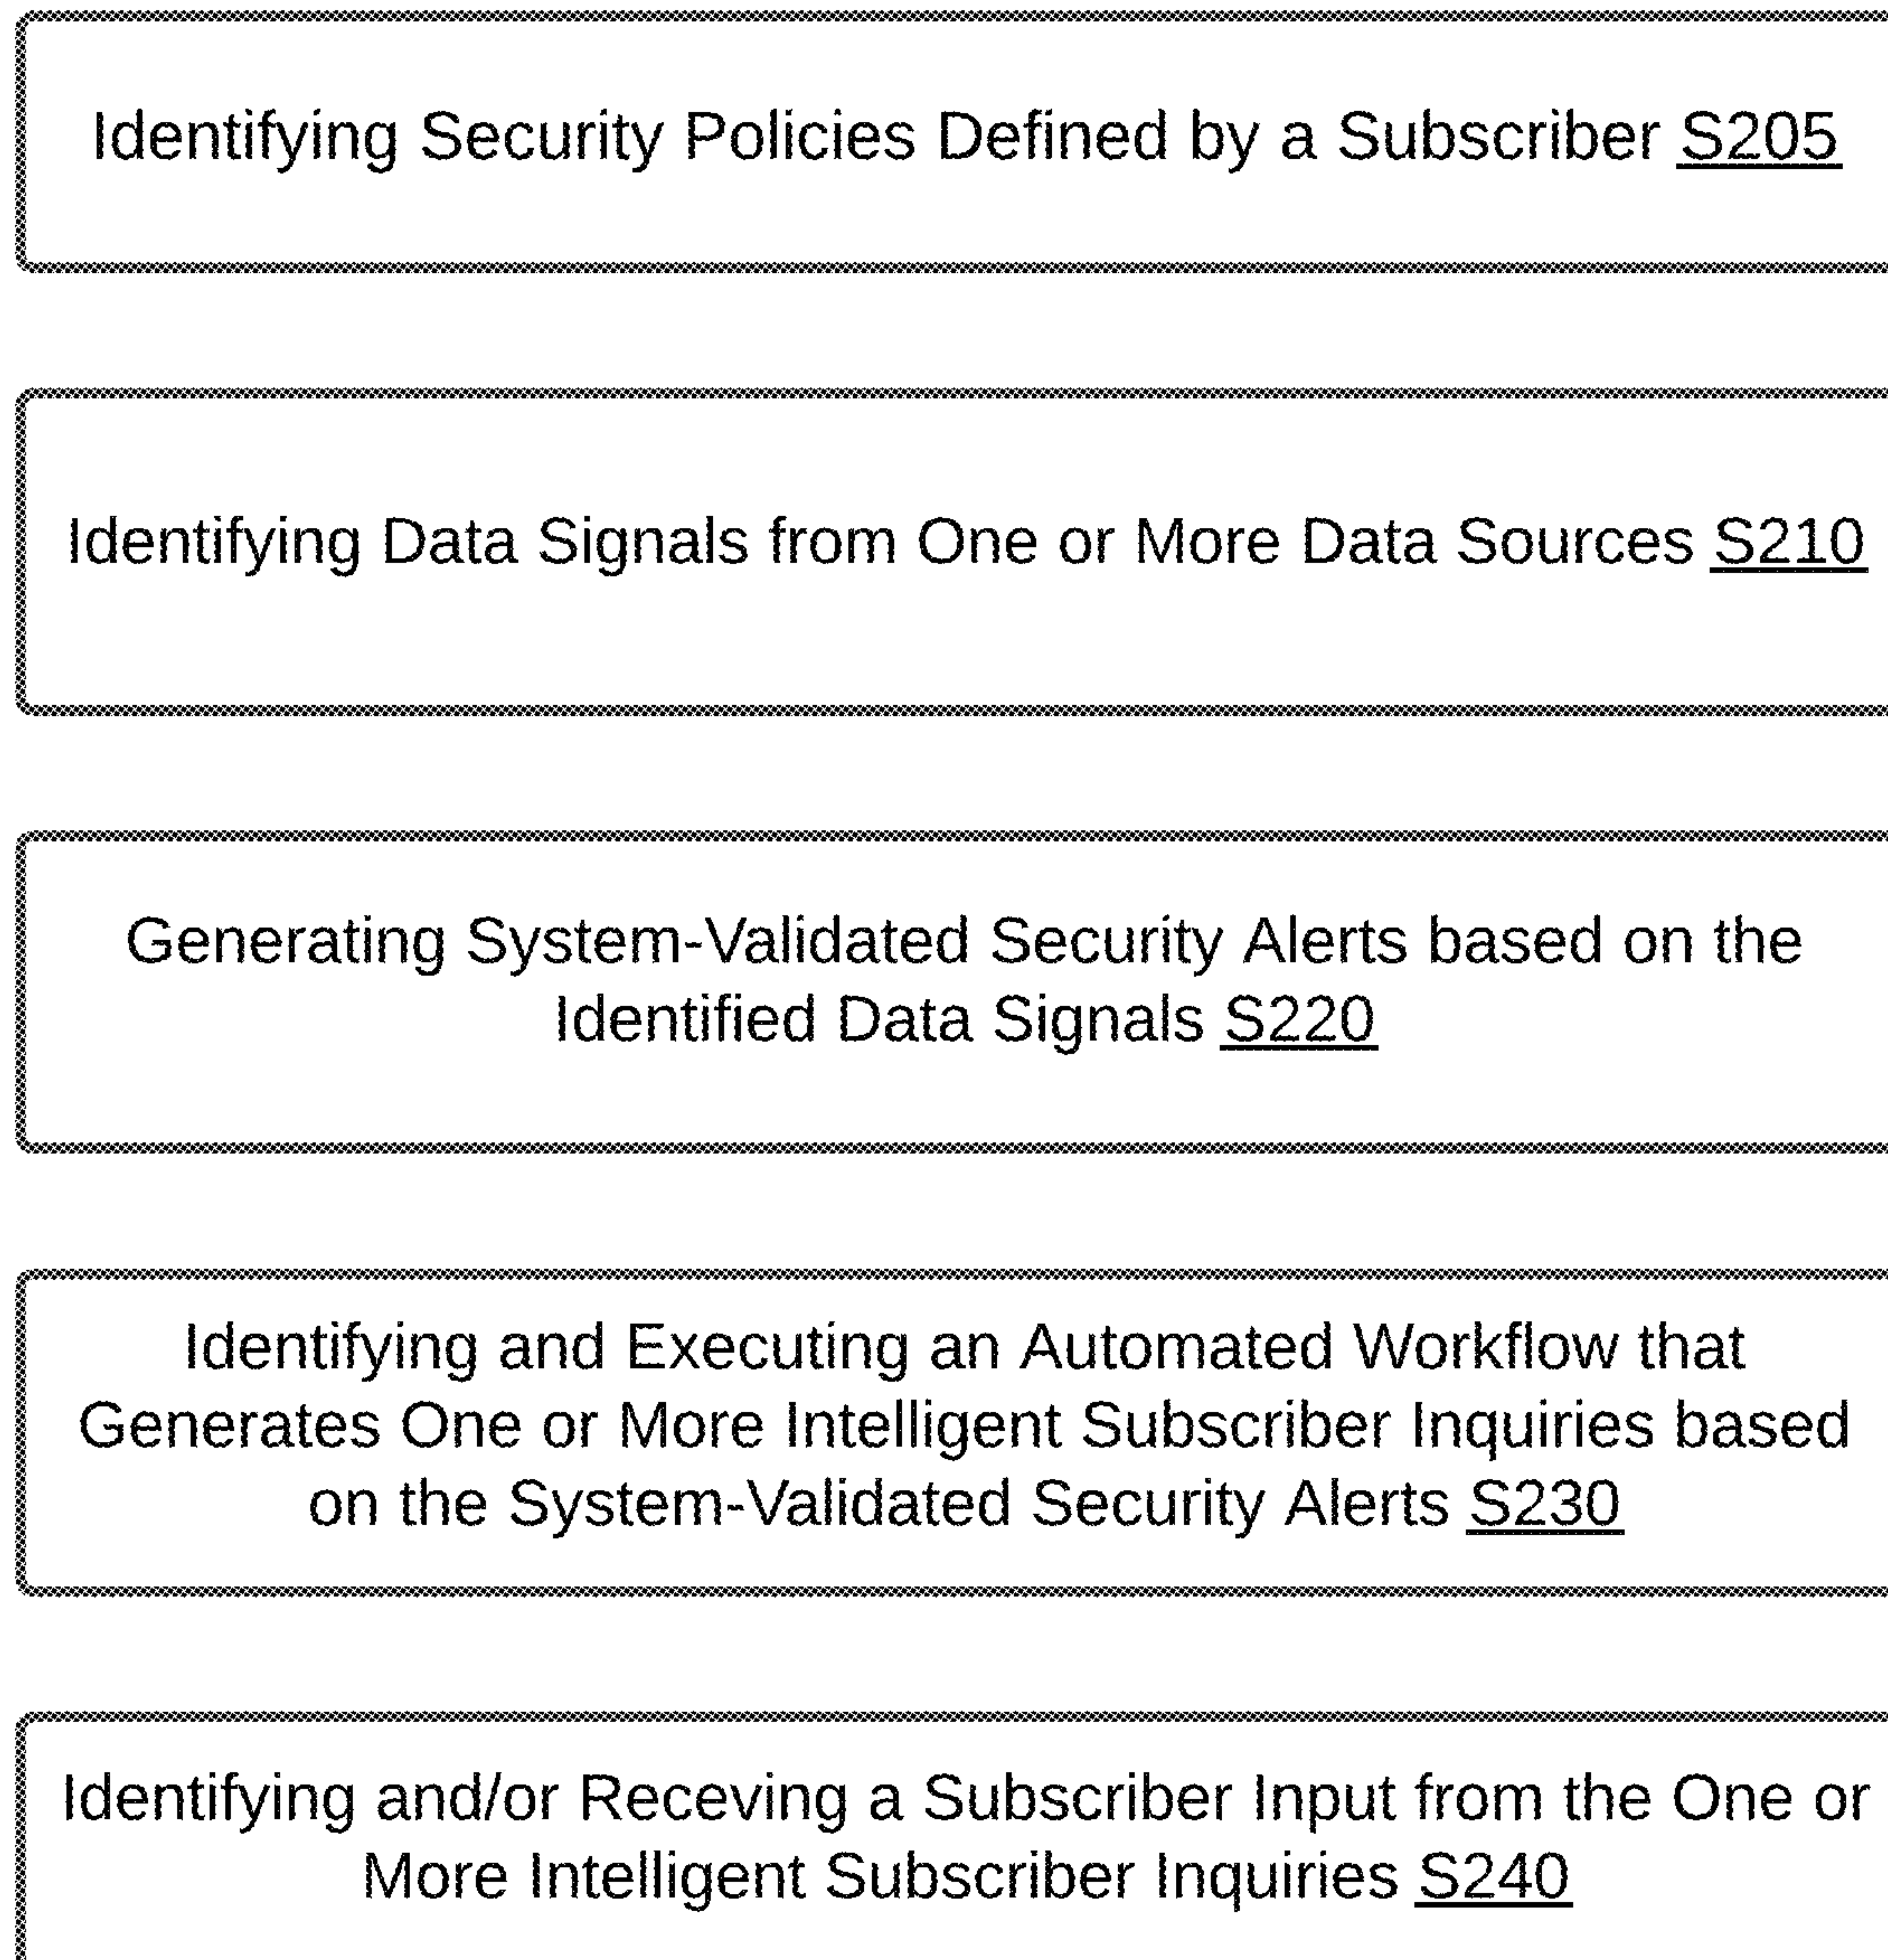 Identifying Security Policies Defined by a Subscriber S205
Identifying Data Signals from One or More Data Sources S210
Generating System-Validated Security Alerts based on the
Identified Data Signals S220
Identifying and Executing an Automated Workflow that
Generates One or More Intelligent Subscriber Inquiries based
on the System-Validated Security Alerts S230
Identifying and/or Receving a Subscriber Input from the One or
More Intelligent Subscriber Inquiries S240